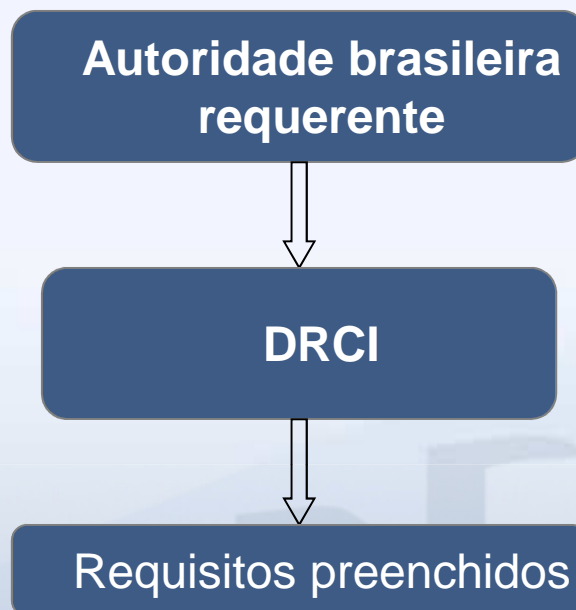 Autoridade brasileira
requerente
DRCI
Requisitos preenchidos